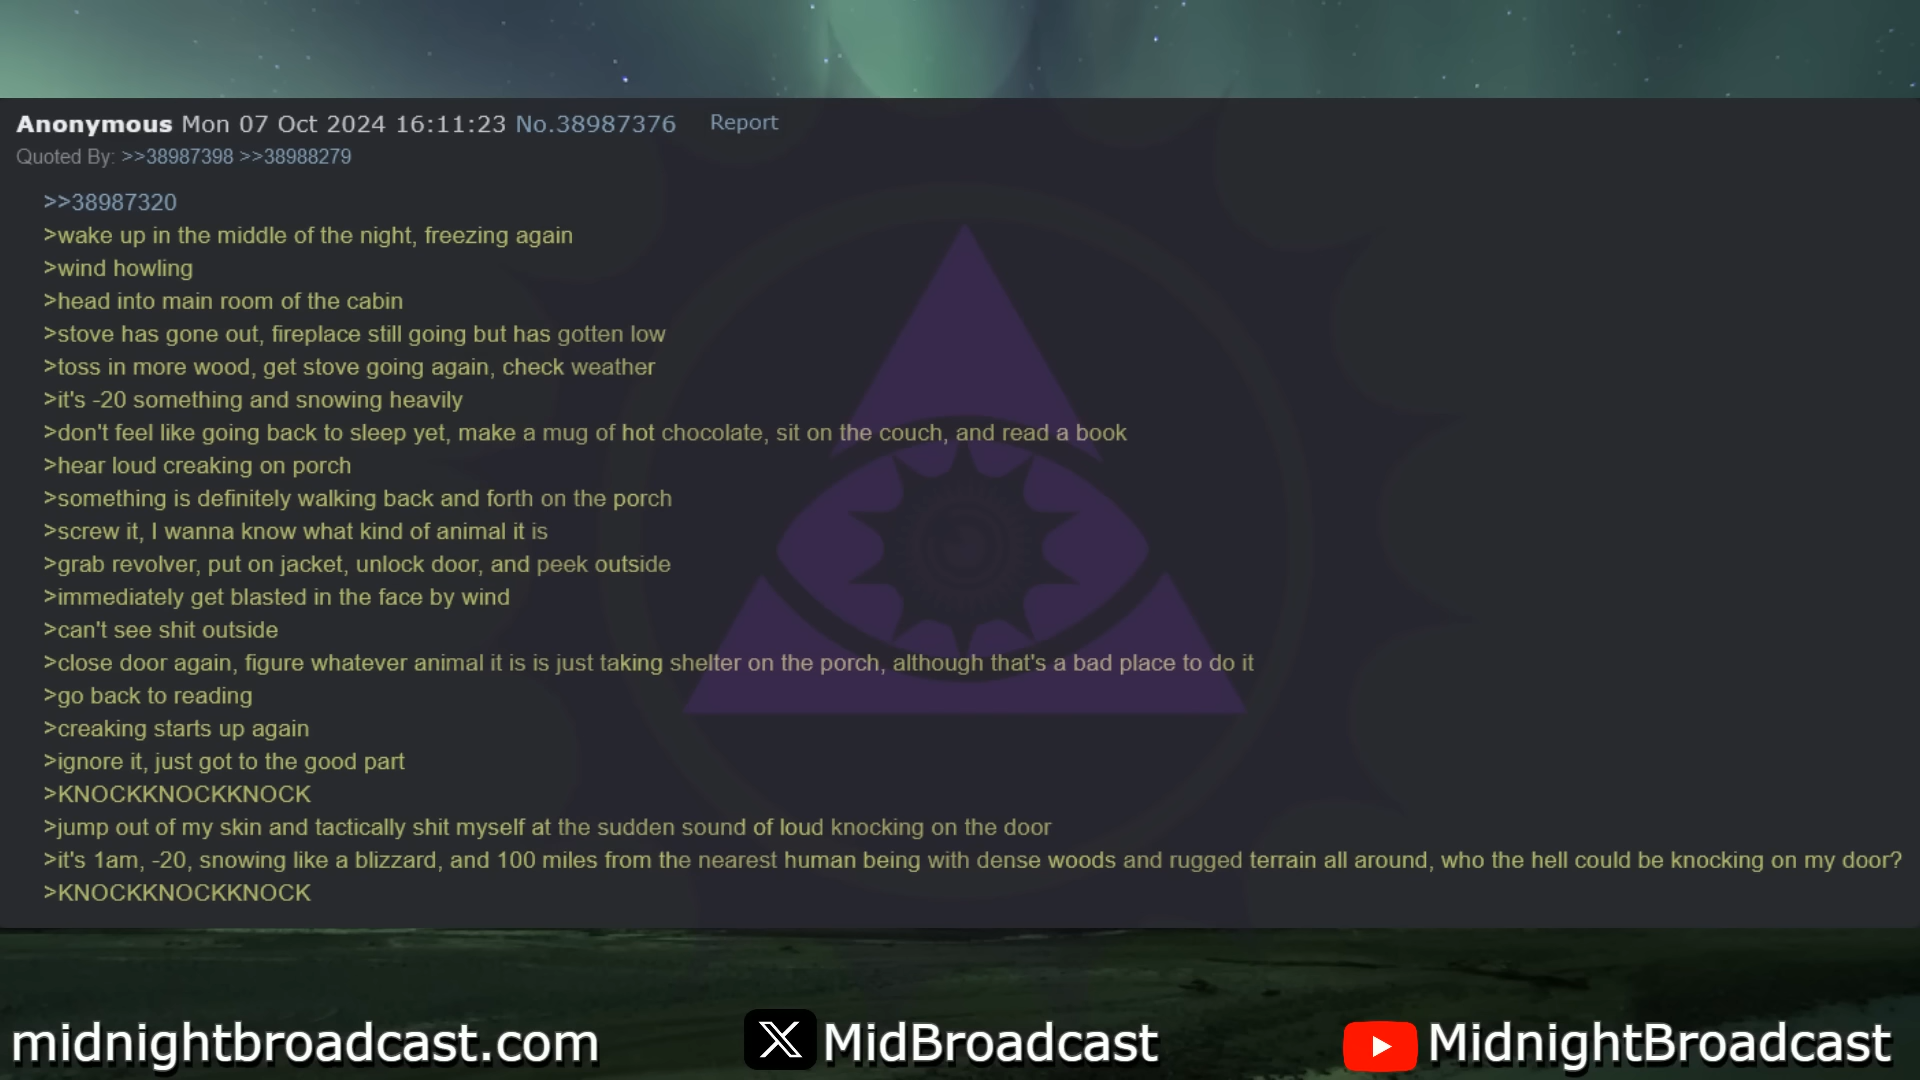 Anonymous Mon 07 Oct 2024 16:11:23 No.38987376 Report
Quoted By: >>38987398 >>38988279
>>38987320
>wake up in the middle of the night, freezing again
>wind howling
>head into main room of the cabin
>stove has gone out, fireplace still going but has gotten low
>toss in more wood, get stove going again, check weather
>it's -20 something and snowing heavily
>don't feel like going back to sleep yet, make a mug of hot chocolate, sit on the couch, and read a book
>hear loud creaking on porch
>something is definitely walking back and forth on the porch
>screw it, I wanna know what kind of animal it is
>grab revolver, put on jacket, unlock door, and peek outside
>immediately get blasted in the face by wind
>can't see shit outside
>close door again, figure whatever animal it is is just taking shelter on the porch, although that's a bad place to do it
>go back to reading
>creaking starts up again
>ignore it, just got to the good part
>KNOCKKNOCKKNOCK
>jump out of my skin and tactically shit myself at the sudden sound of loud knocking on the door
>it's 1am, -20, snowing like a blizzard, and 100 miles from the nearest human being with dense woods and rugged terrain all around, who the hell could be knocking on my door?
>KNOCKKNOCKKNOCK
midnightbroadcast.com X MidBroadcast MidnightBroadcast